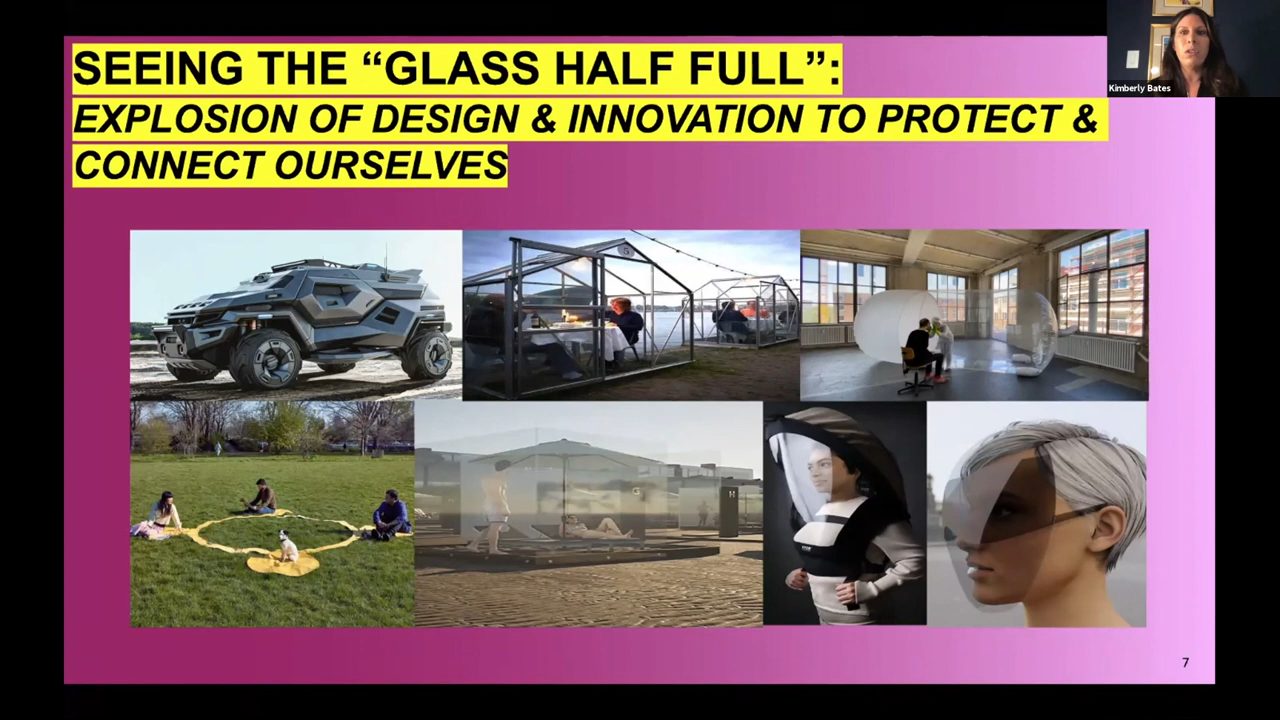 SEEING THE “GLASS HALF FULL”:
EXPLOSION OF DESIGN & INNOVATION TO PROTECT &
CONNECT OURSELVES
Kimberly Bates
7